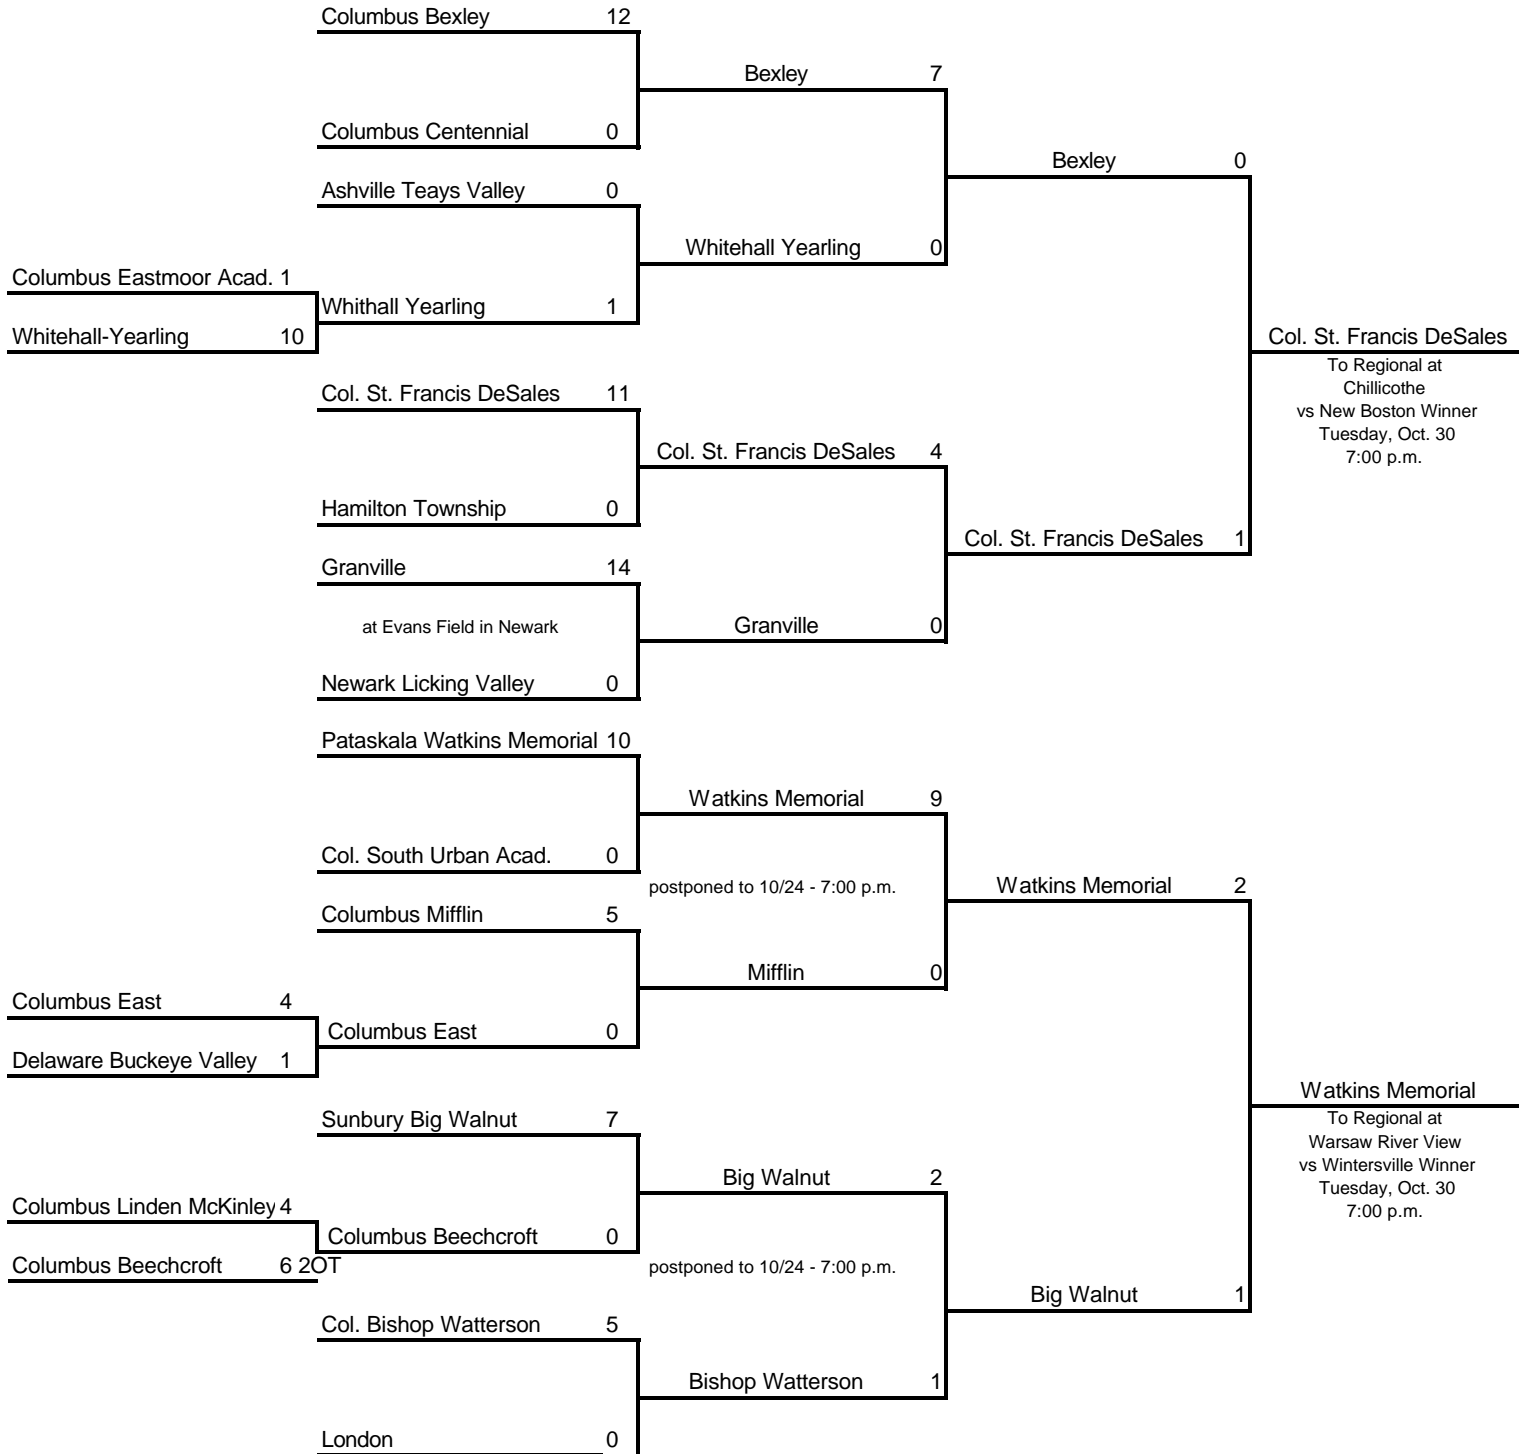 Columbus Bexley 12
Bexley 7
Columbus Centennial 0
Bexley 0
Ashville Teays Valley 0
Whitehall Yearling 0
Columbus Eastmoor Acad. 1
Whithall Yearling 1
Whitehall-Yearling 10
Col. St. Francis DeSales
To Regional at
Chillicothe
vs New Boston Winner
Tuesday, Oct. 30
7:00 p.m.
Col. St. Francis DeSales 11
Col. St. Francis DeSales 4
Hamilton Township 0
Col. St. Francis DeSales 1
Granville 14
at Evans Field in Newark
Granville 0
Newark Licking Valley 0
Pataskala Watkins Memorial 10
Watkins Memorial 9
Col. South Urban Acad. 0
postponed to 10/24 - 7:00 p.m.
Watkins Memorial 2
Columbus Mifflin 5
Mifflin 0
Columbus East 4
Columbus East 0
Delaware Buckeye Valley 1
Watkins Memorial
To Regional at
Warsaw River View
vs Wintersville Winner
Tuesday, Oct. 30
7:00 p.m.
Sunbury Big Walnut 7
Big Walnut 2
Columbus Linden McKinley 4
Columbus Beechcroft 0
Columbus Beechcroft 6 2OT
postponed to 10/24 - 7:00 p.m.
Big Walnut 1
Col. Bishop Watterson 5
Bishop Watterson 1
London 0